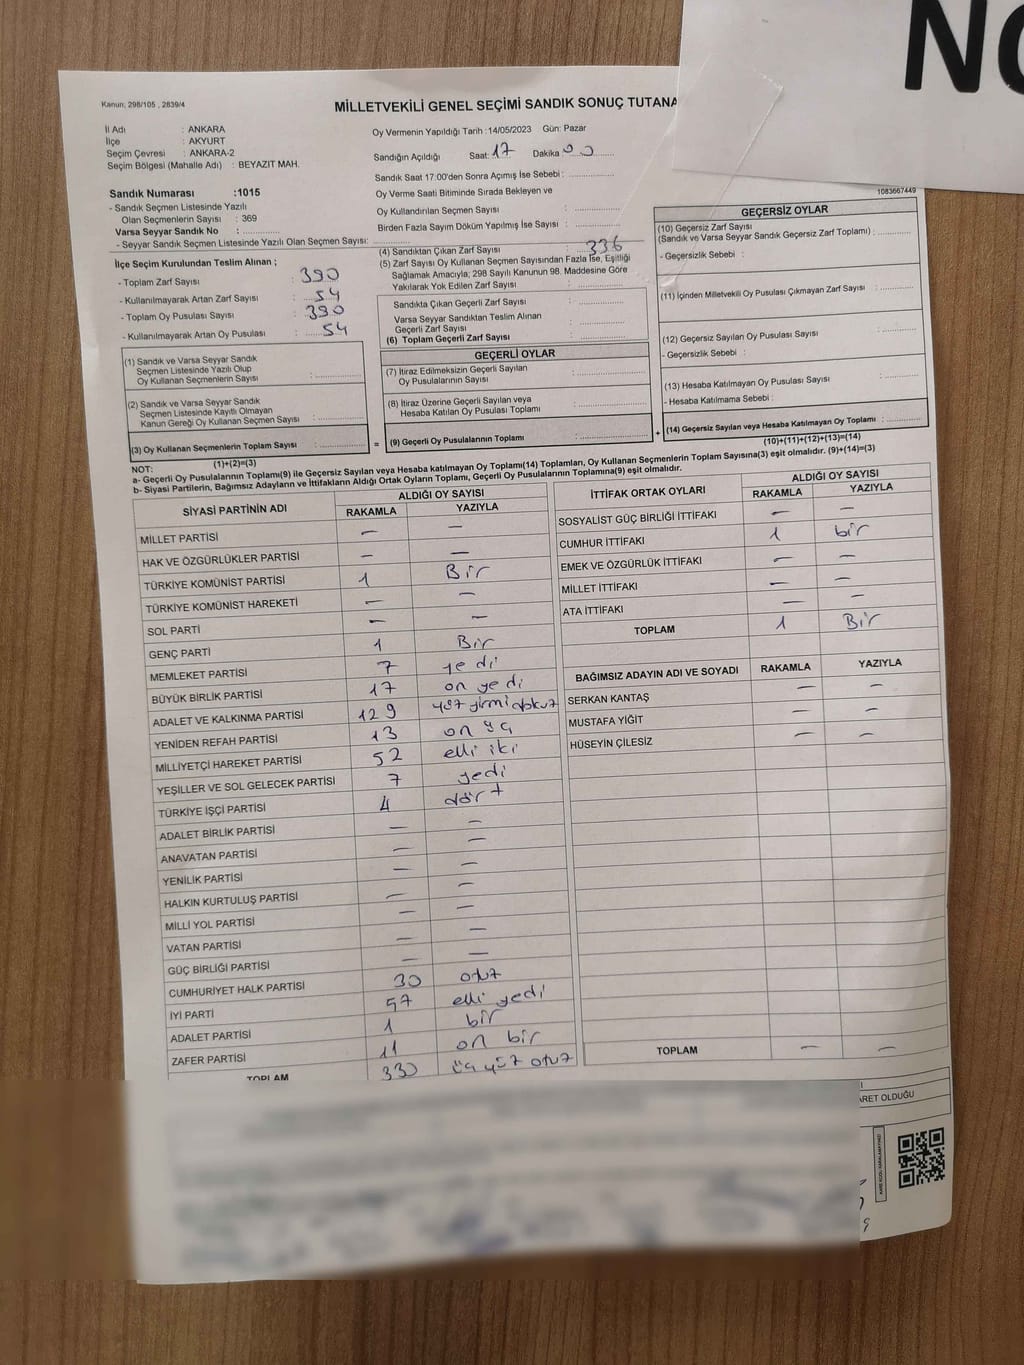 No
Kanun; 298/105 , 2839/4
MİLLETVEKİLİ GENEL SEÇİMİ SANDIK SONUÇ TUTANA
İl Adı : ANKARA
İlçe : AKYURT
Seçim Çevresi : ANKARA-2
Seçim Bölgesi (Mahalle Adı) : BEYAZIT MAH.
Oy Vermenin Yapıldığı Tarih :14/05/2023 Gün: Pazar
Sandığın Açıldığı Saat: 17 Dakika 00
Sandık Saat 17:00'den Sonra Açımış İse Sebebi :
Oy Verme Saati Bitiminde Sırada Bekleyen ve
Oy Kullandırılan Seçmen Sayısı :
Birden Fazla Sayım Döküm Yapılmış İse Sayısı :
1083667449
Sandık Numarası :1015
- Sandık Seçmen Listesinde Yazılı
Olan Seçmenlerin Sayısı : 369
Varsa Seyyar Sandık No :
- Seyyar Sandık Seçmen Listesinde Yazılı Olan Seçmen Sayısı:
İlçe Seçim Kurulundan Teslim Alınan ;
- Toplam Zarf Sayısı : 390
- Kullanılmayarak Artan Zarf Sayısı : 54
- Toplam Oy Pusulası Sayısı : 390
- Kullanılmayarak Artan Oy Pusulası : 54
(1) Sandık ve Varsa Seyyar Sandık
Seçmen Listesinde Yazılı Olup
Oy Kullanan Seçmenlerin Sayısı :
(2) Sandık ve Varsa Seyyar Sandık
Seçmen Listesinde Kayıtlı Olmayan
Kanun Gereği Oy Kullanan Seçmen Sayısı :
(3) Oy Kullanan Seçmenlerin Toplam Sayısı :
(1)+(2)=(3)
(4) Sandıktan Çıkan Zarf Sayısı : 336
(5) Zarf Sayısı Oy Kullanan Seçmen Sayısından Fazla İse, Eşitliği
Sağlamak Amacıyla; 298 Sayılı Kanunun 98. Maddesine Göre
Yakılarak Yok Edilen Zarf Sayısı :
Sandıkta Çıkan Geçerli Zarf Sayısı :
Varsa Seyyar Sandıktan Teslim Alınan
Geçerli Zarf Sayısı :
(6) Toplam Geçerli Zarf Sayısı :
GEÇERLİ OYLAR
(7) İtiraz Edilmeksizin Geçerli Sayılan
Oy Pusulalarının Sayısı :
(8) İtiraz Üzerine Geçerli Sayılan veya
Hesaba Katılan Oy Pusulası Toplamı :
= (9) Geçerli Oy Pusulalarının Toplamı :
GEÇERSİZ OYLAR
(10) Geçersiz Zarf Sayısı
(Sandık ve Varsa Seyyar Sandık Geçersiz Zarf Toplamı) :
- Geçersizlik Sebebi :
(11) İçinden Milletvekili Oy Pusulası Çıkmayan Zarf Sayısı :
(12) Geçersiz Sayılan Oy Pusulası Sayısı :
- Geçersizlik Sebebi :
(13) Hesaba Katılmayan Oy Pusulası Sayısı :
- Hesaba Katılmama Sebebi :
+ (14) Geçersiz Sayılan veya Hesaba Katılmayan Oy Toplamı :
(10)+(11)+(12)+(13)=(14)
NOT:
a- Geçerli Oy Pusulalarının Toplamı(9) ile Geçersiz Sayılan veya Hesaba katılmayan Oy Toplamı(14) Toplamları, Oy Kullanan Seçmenlerin Toplam Sayısına(3) eşit olmalıdır. (9)+(14)=(3)
b- Siyasi Partilerin, Bağımsız Adayların ve İttifakların Aldığı Ortak Oyların Toplamı, Geçerli Oy Pusulalarının Toplamına(9) eşit olmalıdır.
SİYASİ PARTİNİN ADI ALDIĞI OY SAYISI
RAKAMLA YAZIYLA
MİLLET PARTİSİ — —
HAK VE ÖZGÜRLÜKLER PARTİSİ — —
TÜRKİYE KOMÜNİST PARTİSİ 1 Bir
TÜRKİYE KOMÜNİST HAREKETİ — —
SOL PARTİ — —
GENÇ PARTİ 1 Bir
MEMLEKET PARTİSİ 7 yedi
BÜYÜK BİRLİK PARTİSİ 17 on yedi
ADALET VE KALKINMA PARTİSİ 129 yüz yirmi dokuz
YENİDEN REFAH PARTİSİ 13 on üç
MİLLİYETÇİ HAREKET PARTİSİ 52 elli iki
YEŞİLLER VE SOL GELECEK PARTİSİ 7 yedi
TÜRKİYE İŞÇİ PARTİSİ 4 dört
ADALET BİRLİK PARTİSİ — —
ANAVATAN PARTİSİ — —
YENİLİK PARTİSİ — —
HALKIN KURTULUŞ PARTİSİ — —
MİLLİ YOL PARTİSİ — —
VATAN PARTİSİ — —
GÜÇ BİRLİĞİ PARTİSİ — —
CUMHURİYET HALK PARTİSİ 30 otuz
İYİ PARTİ 57 elli yedi
ADALET PARTİSİ 1 bir
ZAFER PARTİSİ 11 on bir
TOPLAM 330 üç yüz otuz
İTTİFAK ORTAK OYLARI ALDIĞI OY SAYISI
RAKAMLA YAZIYLA
SOSYALİST GÜÇ BİRLİĞİ İTTİFAKI — —
CUMHUR İTTİFAKI 1 bir
EMEK VE ÖZGÜRLÜK İTTİFAKI — —
MİLLET İTTİFAKI — —
ATA İTTİFAKI — —
TOPLAM 1 Bir
BAĞIMSIZ ADAYIN ADI VE SOYADI RAKAMLA YAZIYLA
SERKAN KANTAŞ — —
MUSTAFA YİĞİT — —
HÜSEYİN ÇİLESİZ — —
TOPLAM — —
ARET OLDUĞU